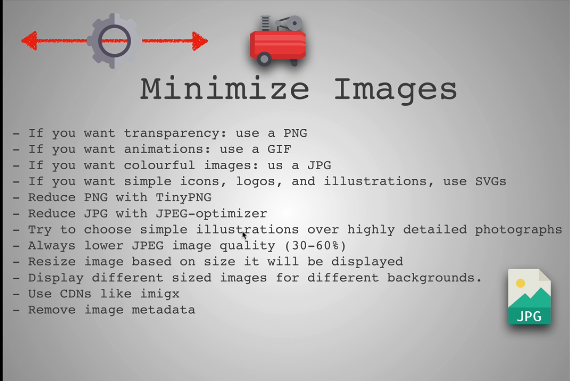 Minimize Images
- If you want transparency: use a PNG
- If you want animations: use a GIF
- If you want colourful images: us a JPG
- If you want simple icons, logos, and illustrations, use SVGs
- Reduce PNG with TinyPNG
- Reduce JPG with JPEG-optimizer
- Try to choose simple illustrations over highly detailed photographs
- Always lower JPEG image quality (30-60%)
- Resize image based on size it will be displayed
- Display different sized images for different backgrounds.
- Use CDNs like imigx
- Remove image metadata
JPG